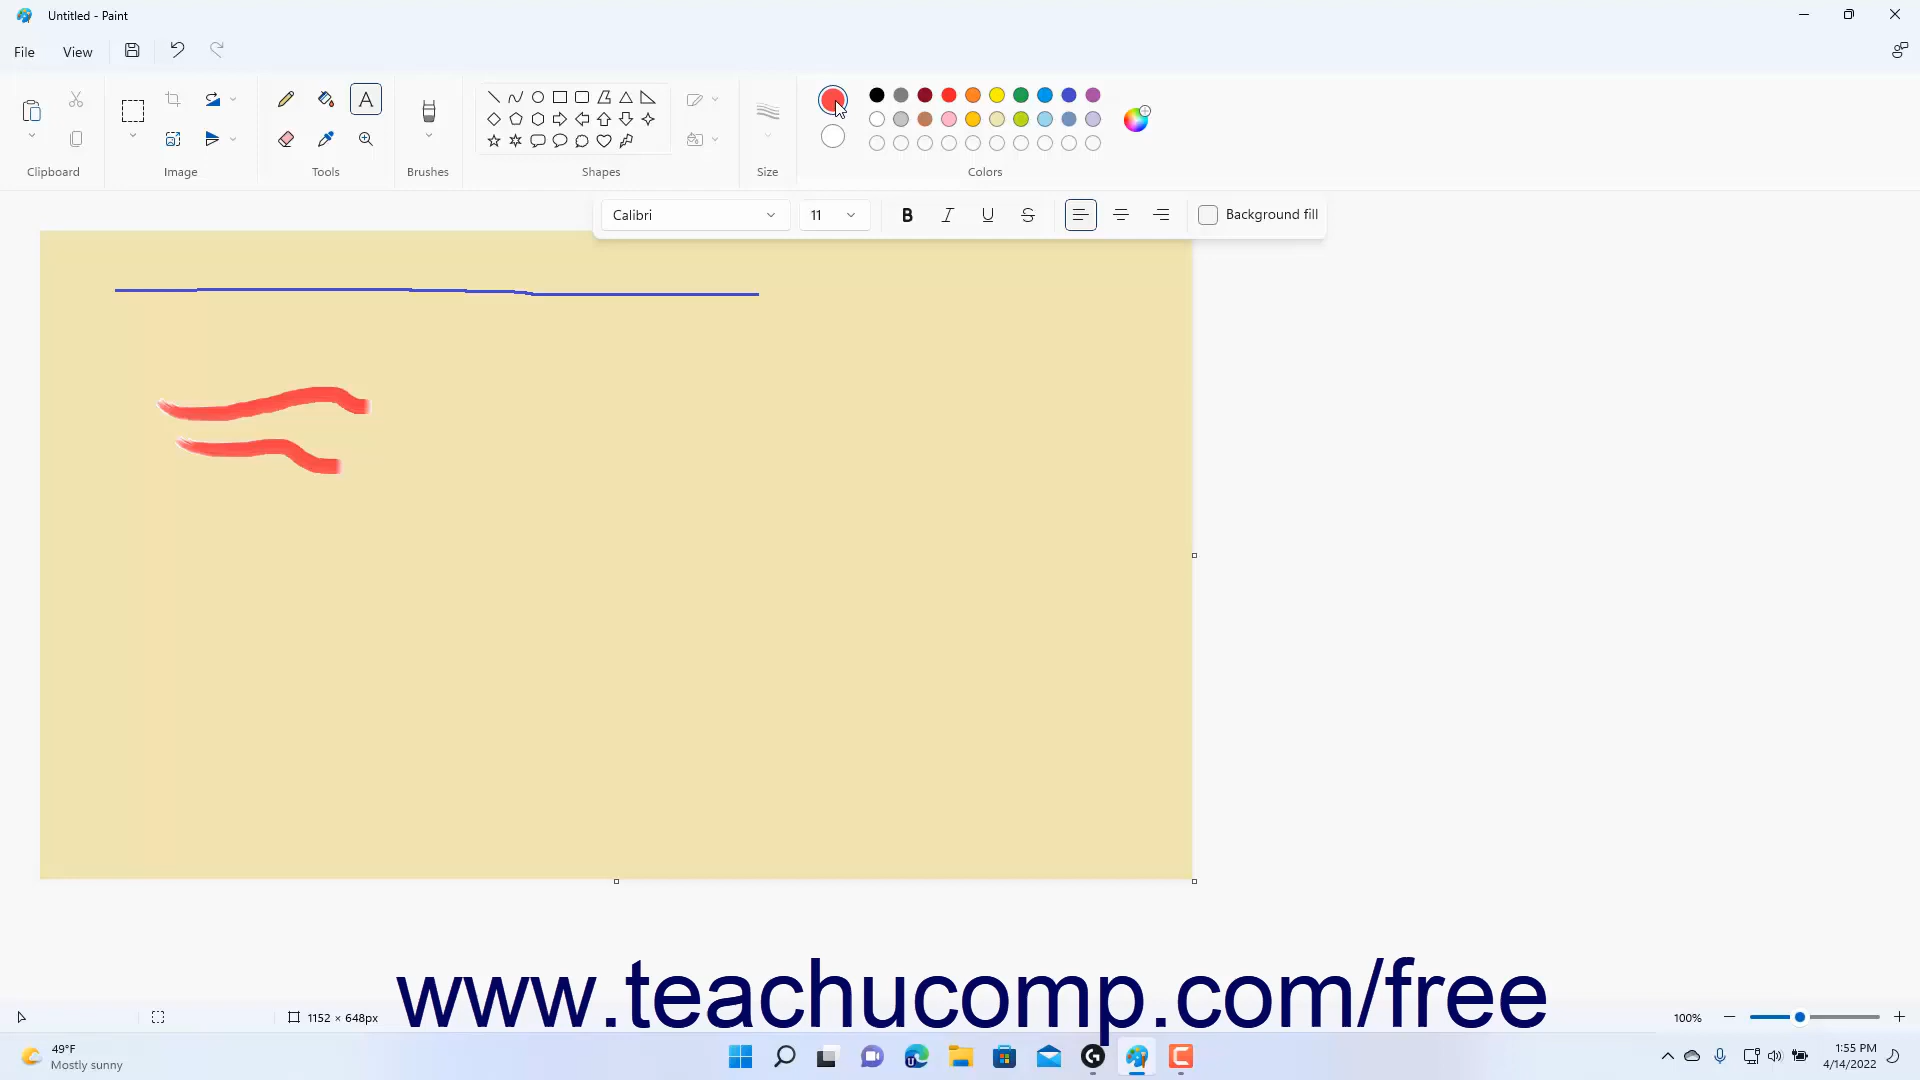 Untitled - Paint
File View
Clipboard Image Tools Brushes Shapes Size Colors
Calibri 11 B I U S Background fill
www.teachucomp.com/free
1152 × 648px 100%
49°F
Mostly sunny
1:55 PM
4/14/2022